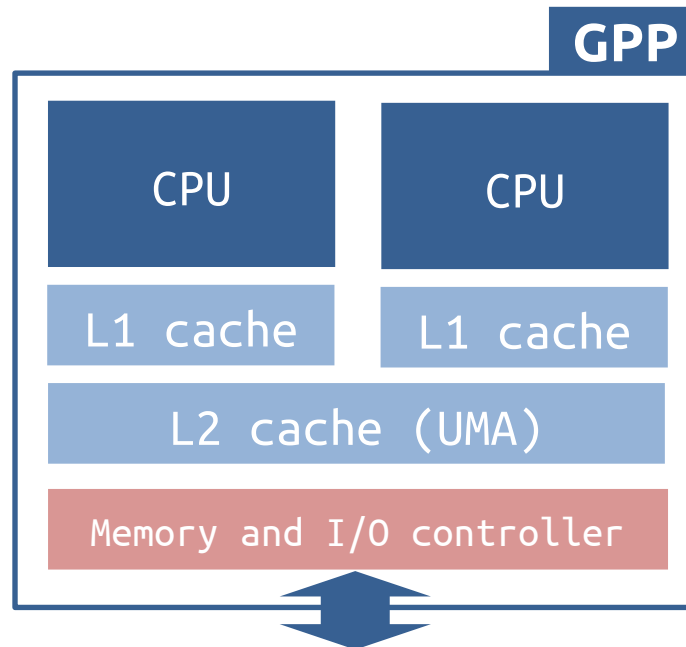 GPP
CPU
CPU
L1 cache
L1 cache
L2 cache (UMA)
Memory and I/O controller